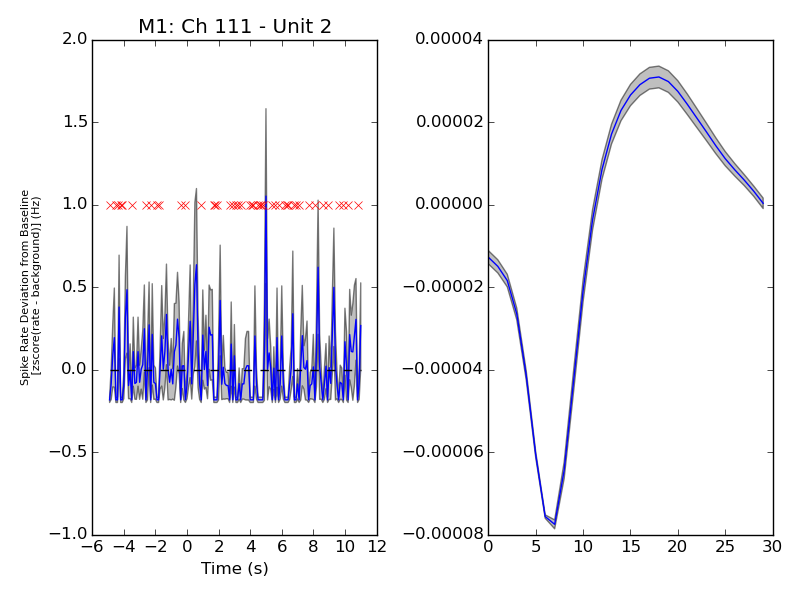 M1: Ch 111 - Unit 2
2.0
1.5
1.0
0.5
0.0
−0.5
−1.0
Spike Rate Deviation from Baseline
[zscore(rate - background)] (Hz)
−6 −4 −2 0 2 4 6 8 10 12
Time (s)
0.00004
0.00002
0.00000
−0.00002
−0.00004
−0.00006
−0.00008
0 5 10 15 20 25 30